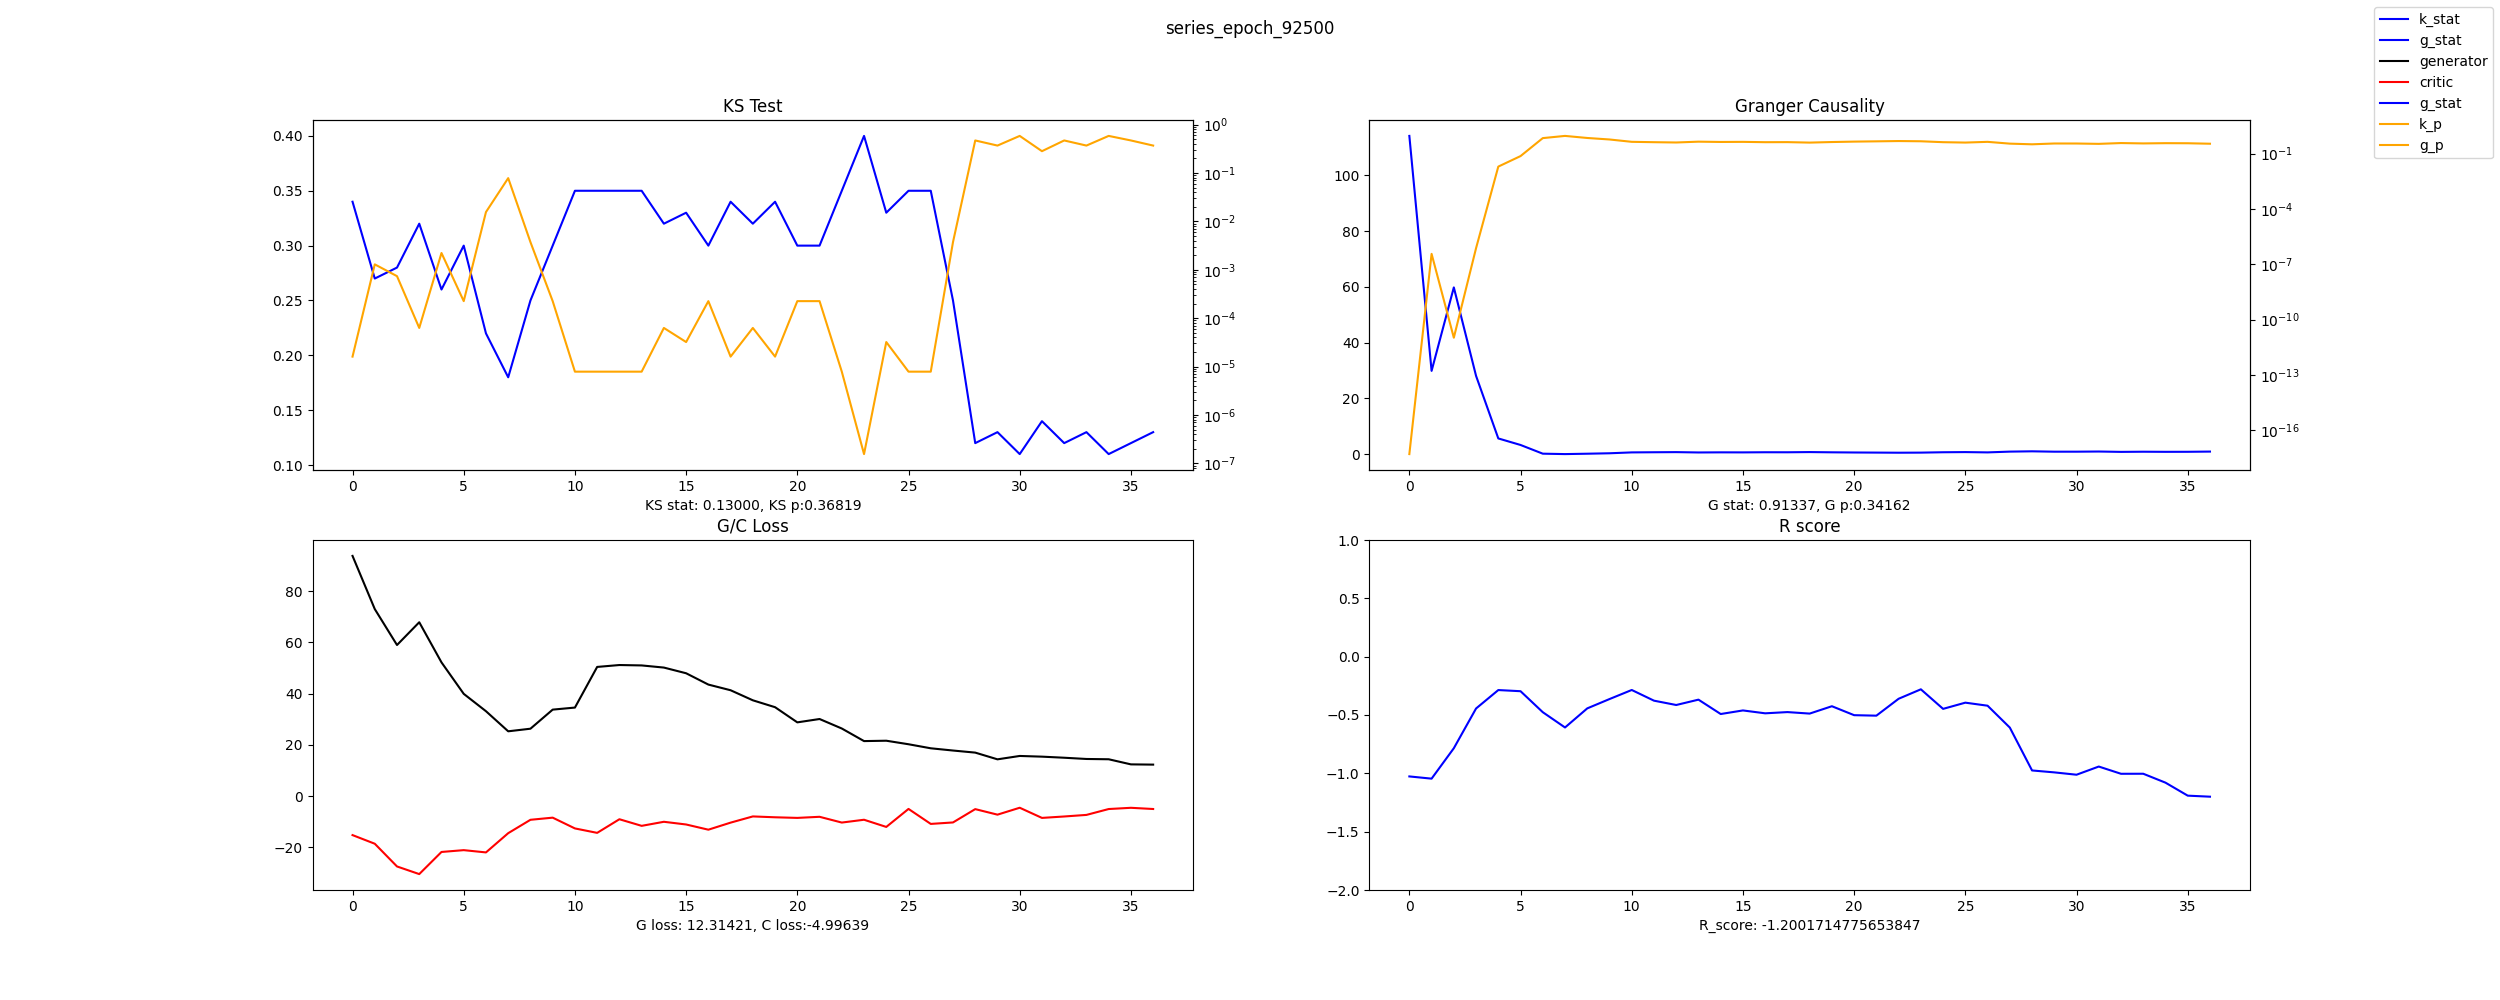 series_epoch_92500
k_stat
g_stat
generator
critic
g_stat
k_p
g_p
KS Test
0.40
0.35
0.30
0.25
0.20
0.15
0.10
10⁰
10⁻¹
10⁻²
10⁻³
10⁻⁴
10⁻⁵
10⁻⁶
10⁻⁷
0 5 10 15 20 25 30 35
KS stat: 0.13000, KS p:0.36819
Granger Causality
100
80
60
40
20
0
10⁻¹
10⁻⁴
10⁻⁷
10⁻¹⁰
10⁻¹³
10⁻¹⁶
0 5 10 15 20 25 30 35
G stat: 0.91337, G p:0.34162
G/C Loss
80
60
40
20
0
−20
0 5 10 15 20 25 30 35
G loss: 12.31421, C loss:-4.99639
R score
1.0
0.5
0.0
−0.5
−1.0
−1.5
−2.0
0 5 10 15 20 25 30 35
R_score: -1.2001714775653847